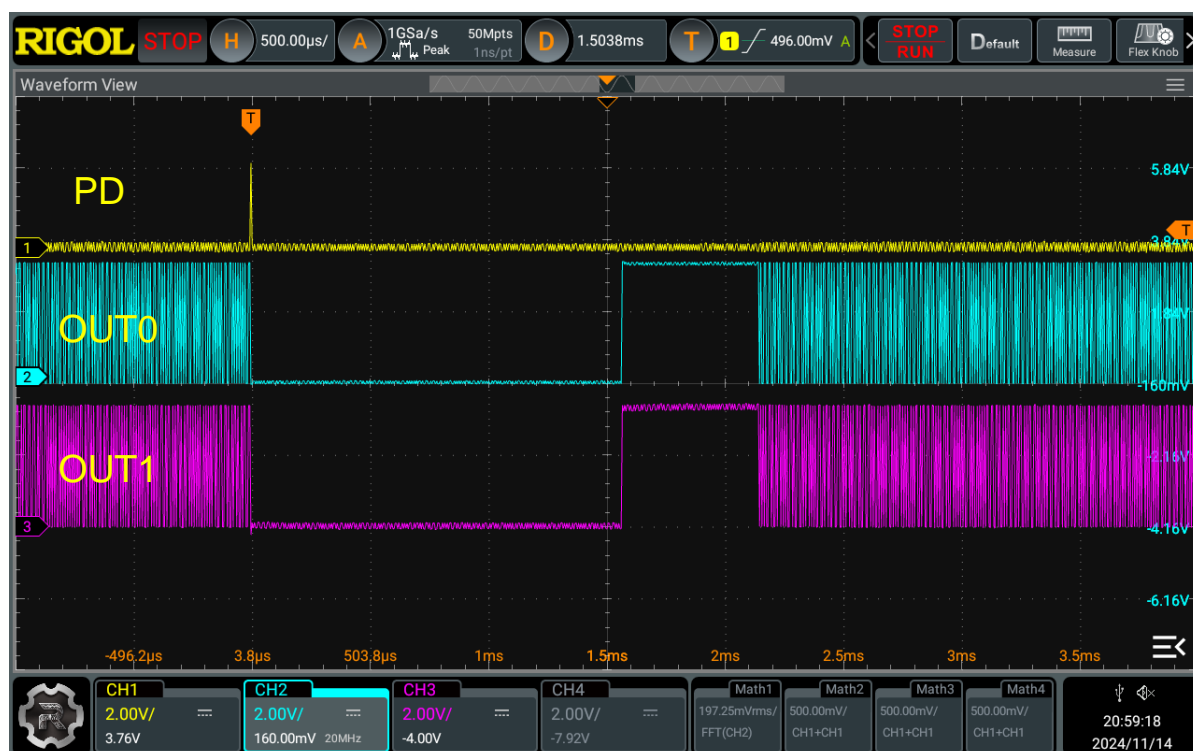 RIGOL STOP H 500.00µs/ A 1GSa/s 50Mpts D 1.5038ms T 1 496.00mV A < STOP Default Measure Flex Knob >
Peak 1ns/pt RUN
Waveform View
T
5.84V
PD
1 3.84V T
OUT0 1.84V
2 -160mV
OUT1 -2.16V
3 -4.16V
-6.16V
-496.2µs 3.8µs 503.8µs 1ms 1.5ms 2ms 2.5ms 3ms 3.5ms
CH1 CH2 CH3 CH4 Math1 Math2 Math3 Math4
2.00V/ 2.00V/ 2.00V/ 2.00V/ 197.25mVrms/ 500.00mV/ 500.00mV/ 500.00mV/
3.76V 160.00mV 20MHz -4.00V -7.92V FFT(CH2) CH1+CH1 CH1+CH1 CH1+CH1
R
20:59:18
2024/11/14